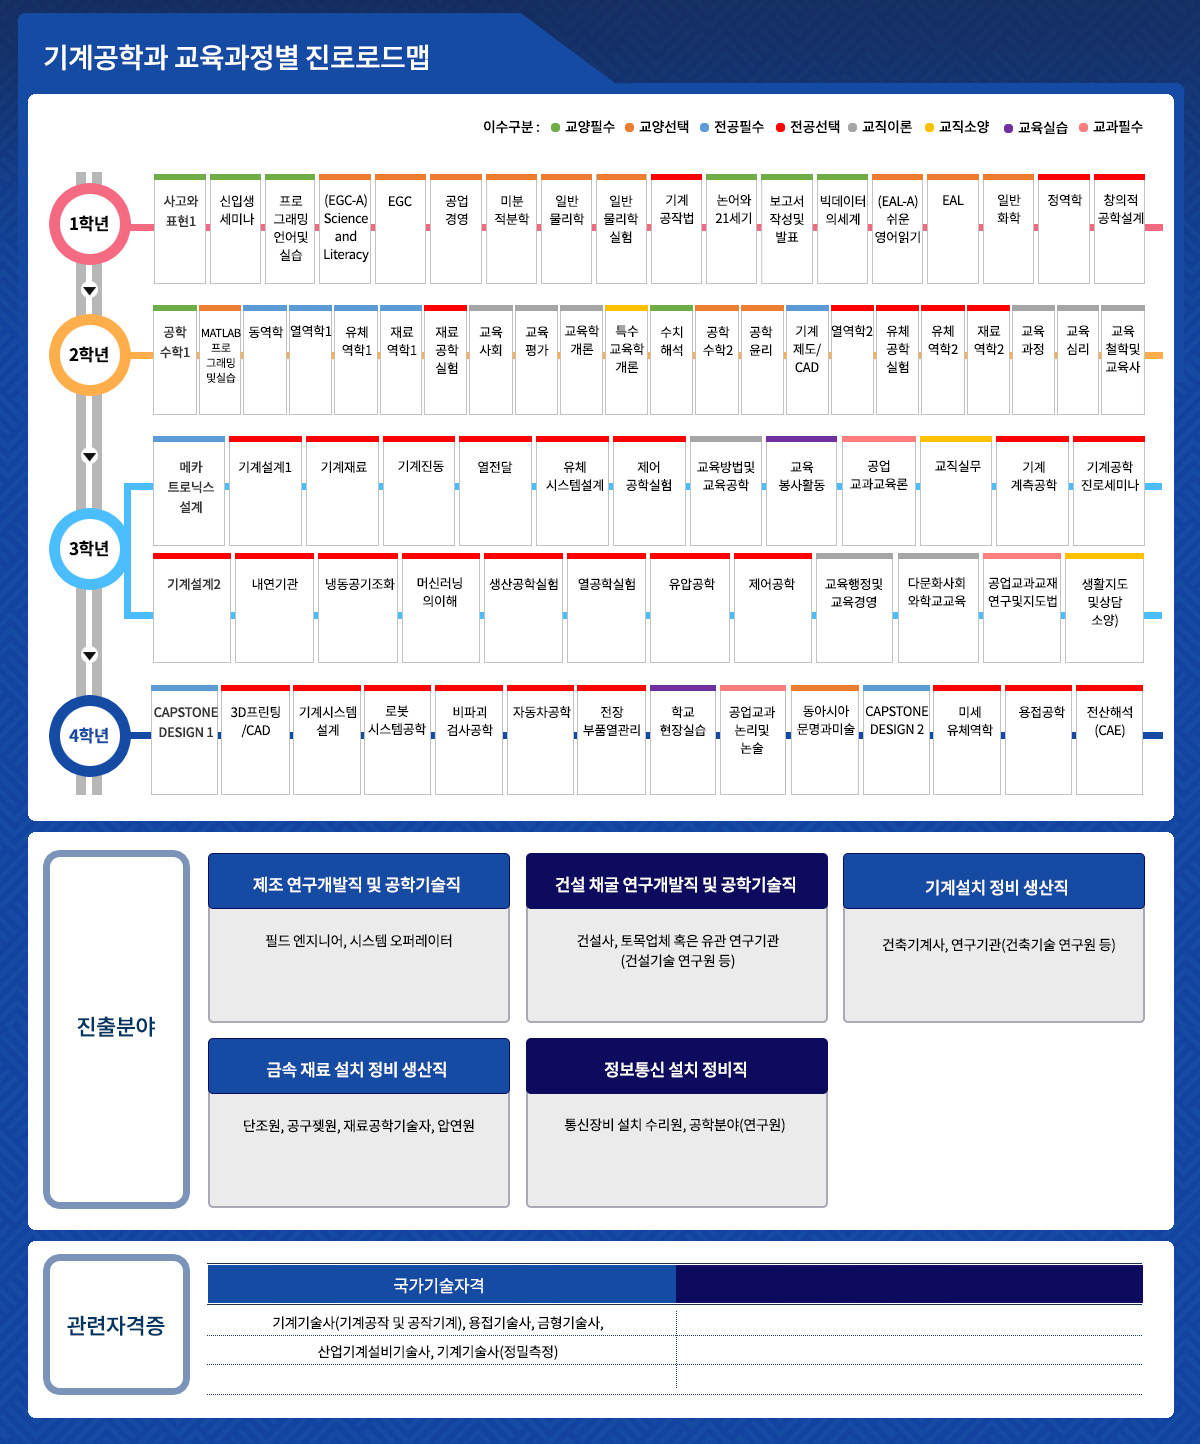 기계공학과 교육과정별 진로로드맵
이수구분 : 교양필수 교양선택 전공필수 전공선택 교직이론 교직소양 교육실습 교과필수
1학년
사고와
표현1
신입생
세미나
프로
그래밍
언어및
실습
(EGC-A)
Science
and
Literacy
EGC
공업
경영
미분
적분학
일반
물리학
일반
물리학
실험
기계
공작법
논어와
21세기
보고서
작성및
발표
빅데이터
의세계
(EAL-A)
쉬운
영어읽기
EAL
일반
화학
정역학
창의적
공학설계
2학년
공학
수학1
MATLAB
프로
그래밍
및실습
동역학
열역학1
유체
역학1
재료
역학1
재료
공학
실험
교육
사회
교육
평가
교육학
개론
특수
교육학
개론
수치
해석
공학
수학2
공학
윤리
기계
제도/
CAD
열역학2
유체
공학
실험
유체
역학2
재료
역학2
교육
과정
교육
심리
교육
철학및
교육사
3학년
메카
트로닉스
설계
기계설계1
기계재료
기계진동
열전달
유체
시스템설계
제어
공학실험
교육방법및
교육공학
교육
봉사활동
공업
교과교육론
교직실무
기계
계측공학
기계공학
진로세미나
기계설계2
내연기관
냉동공기조화
머신러닝
의이해
생산공학실험
열공학실험
유압공학
제어공학
교육행정및
교육경영
다문화사회
와학교교육
공업교과교재
연구및지도법
생활지도
및상담
소양)
4학년
CAPSTONE
DESIGN 1
3D프린팅
/CAD
기계시스템
설계
로봇
시스템공학
비파괴
검사공학
자동차공학
전장
부품열관리
학교
현장실습
공업교과
논리및
논술
동아시아
문명과미술
CAPSTONE
DESIGN 2
미세
유체역학
용접공학
전산해석
(CAE)
진출분야
제조 연구개발직 및 공학기술직
필드 엔지니어, 시스템 오퍼레이터
건설 채굴 연구개발직 및 공학기술직
건설사, 토목업체 혹은 유관 연구기관
(건설기술 연구원 등)
기계설치 정비 생산직
건축기계사, 연구기관(건축기술 연구원 등)
금속 재료 설치 정비 생산직
단조원, 공구젳원, 재료공학기술자, 압연원
정보통신 설치 정비직
통신장비 설치 수리원, 공학분야(연구원)
관련자격증
국가기술자격
기계기술사(기계공작 및 공작기계), 용접기술사, 금형기술사,
산업기계설비기술사, 기계기술사(정밀측정)